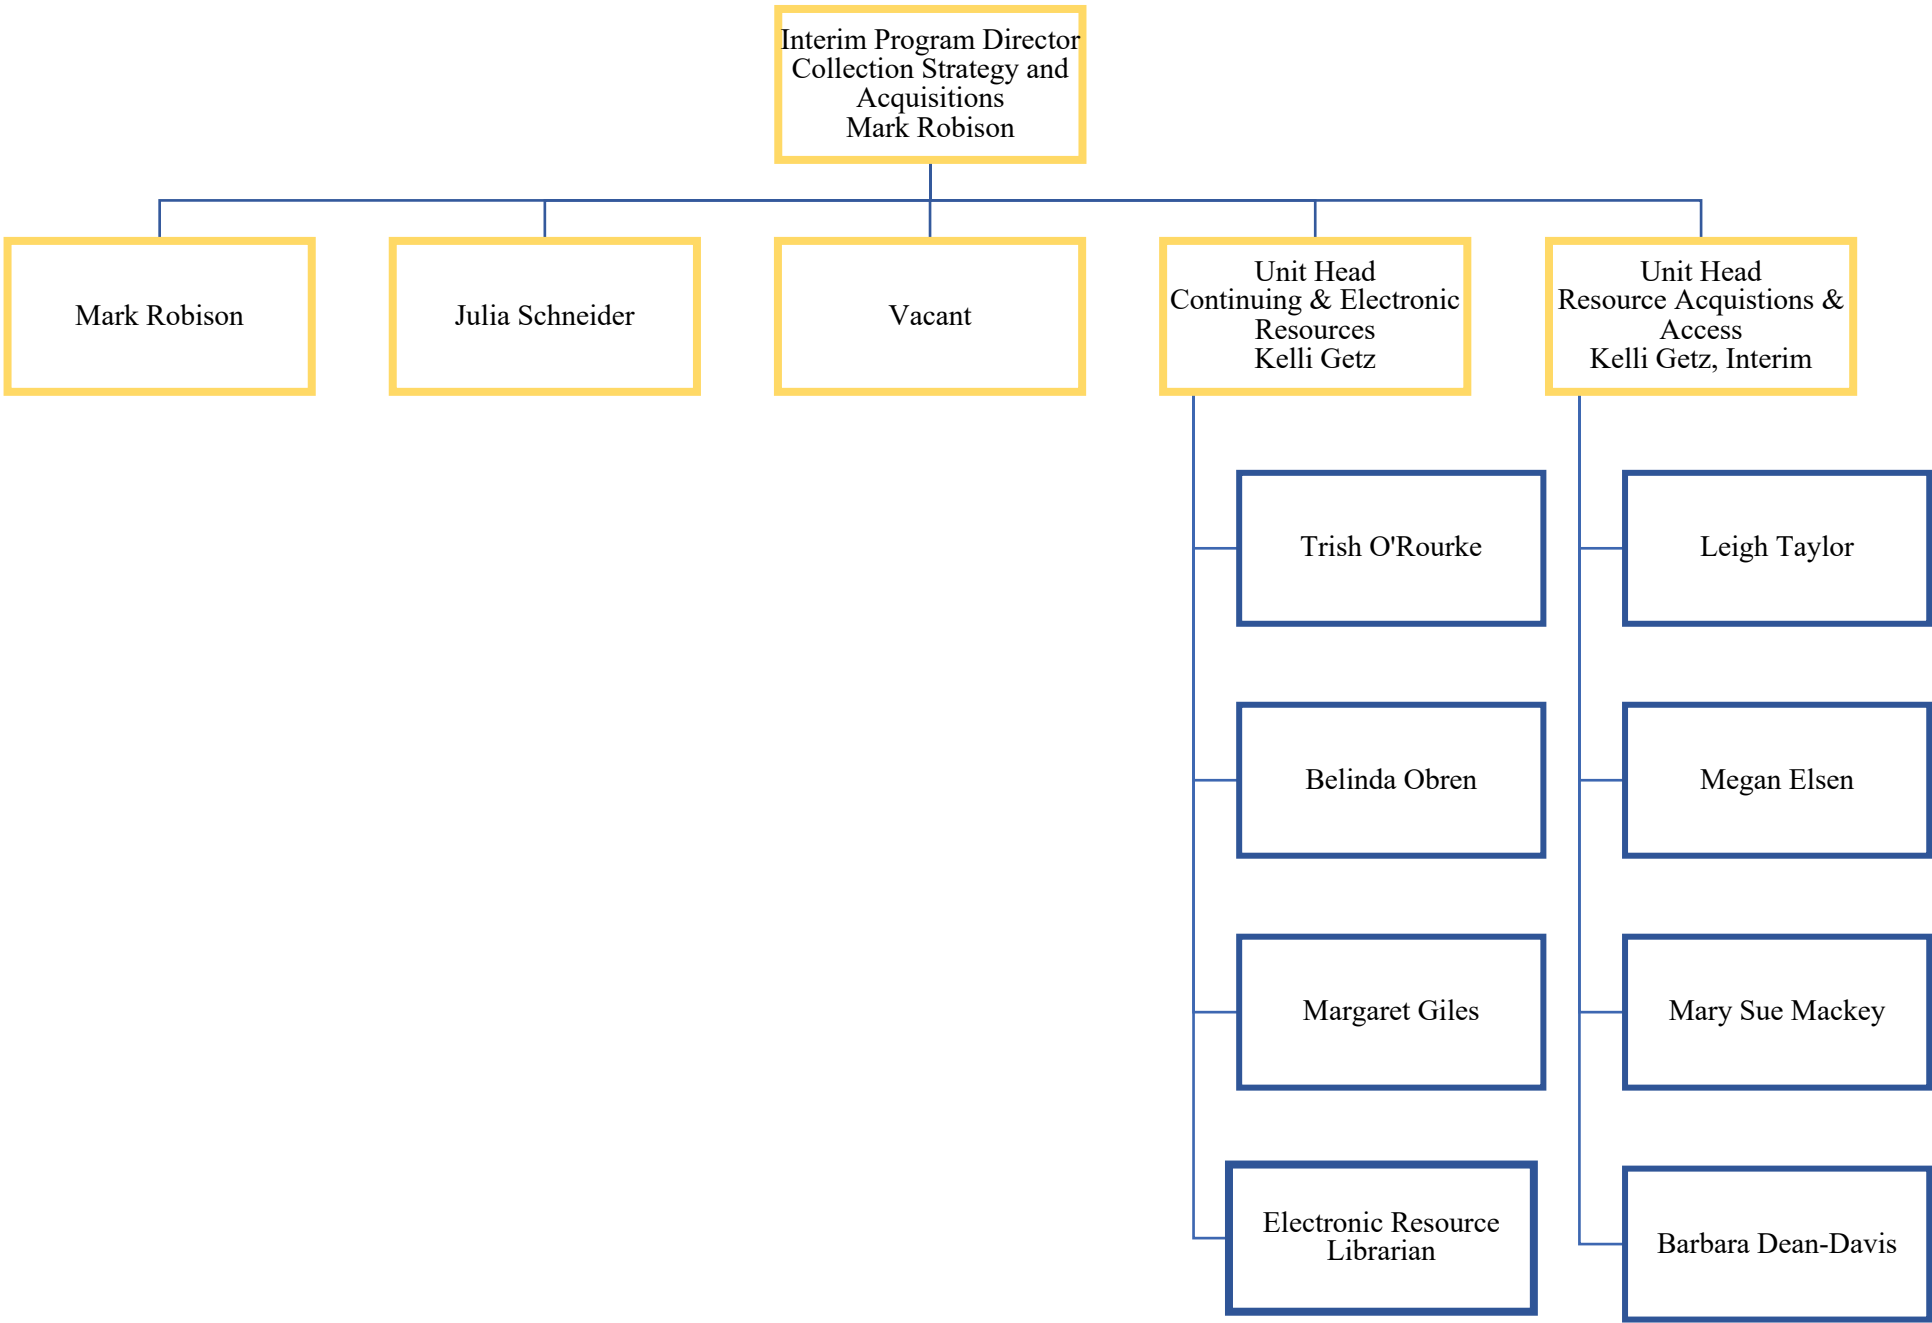 Interim Program Director
Collection Strategy and
Acquisitions
Mark Robison
Mark Robison
Julia Schneider
Vacant
Unit Head
Continuing & Electronic
Resources
Kelli Getz
Unit Head
Resource Acquistions &
Access
Kelli Getz, Interim
Trish O'Rourke
Belinda Obren
Margaret Giles
Electronic Resource
Librarian
Leigh Taylor
Megan Elsen
Mary Sue Mackey
Barbara Dean-Davis